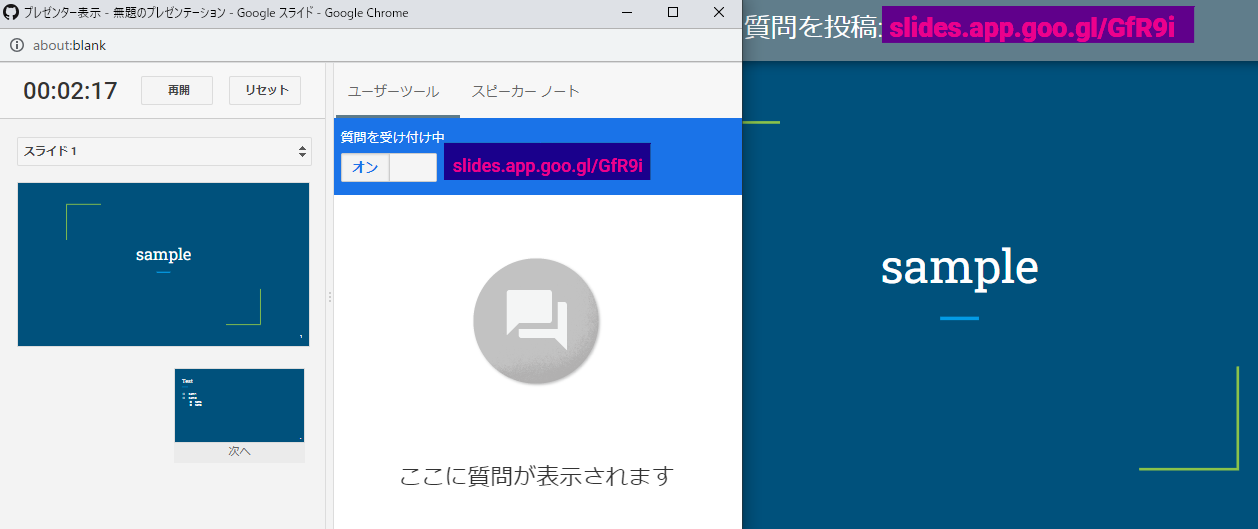 プレゼンター表示 - 無題のプレゼンテーション - Google スライド - Google Chrome
about:blank
00:02:17
再開
リセット
スライド 1
sample
1
Test
次へ
ユーザーツール
スピーカー ノート
質問を受け付け中
オン
slides.app.goo.gl/GfR9i
ここに質問が表示されます
質問を投稿: slides.app.goo.gl/GfR9i
sample